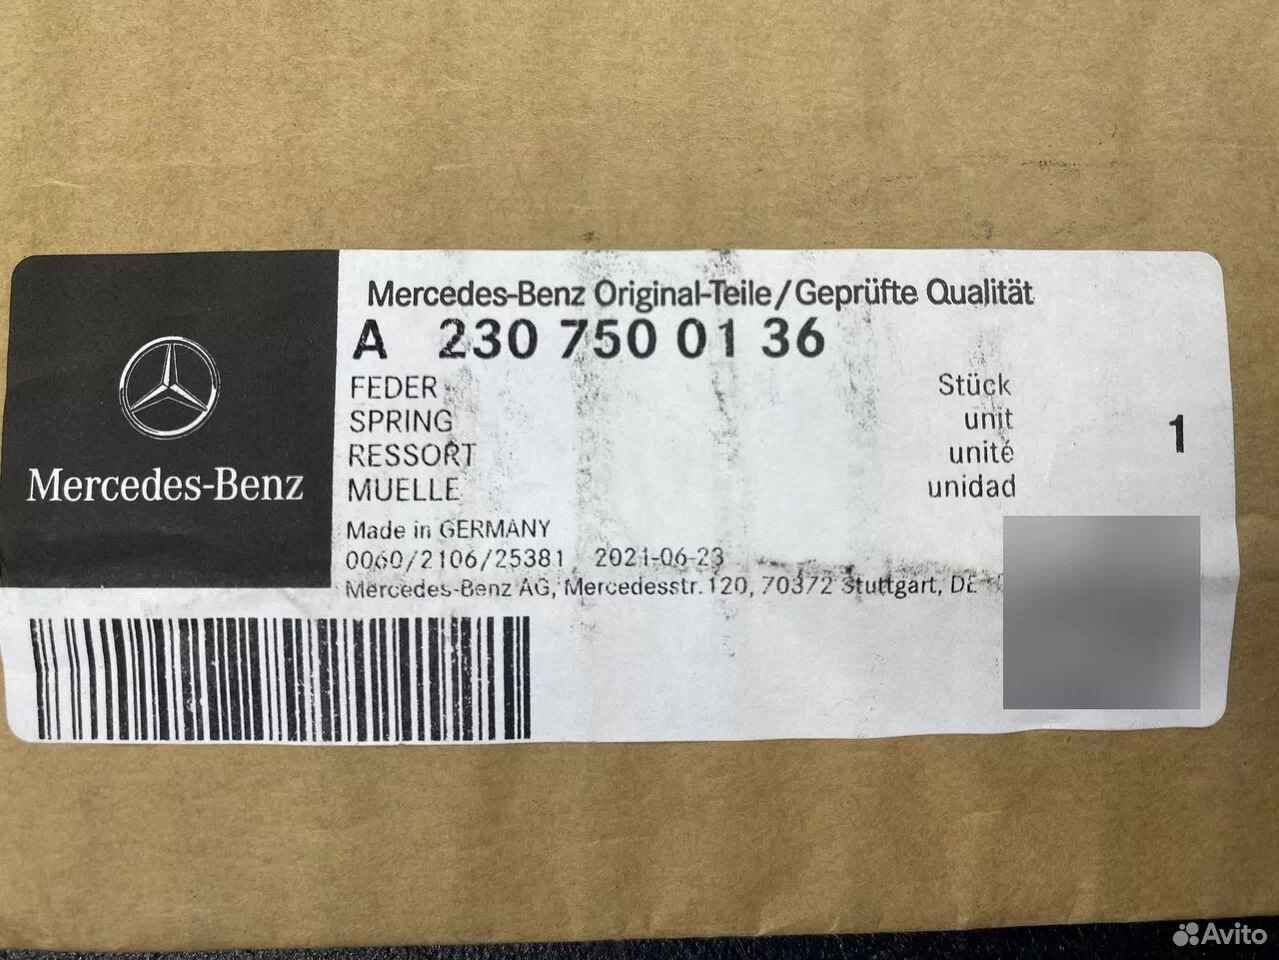 Mercedes-Benz Original-Teile/Geprüfte Qualität
A 230 750 01 36
FEDER
SPRING
RESSORT
MUELLE
Stück
unit
unité
unidad
1
Mercedes-Benz
Made in GERMANY
0060/2106/25381 2021-06-23
Mercedes-Benz AG, Mercedesstr. 120, 70372 Stuttgart, DE
Avito